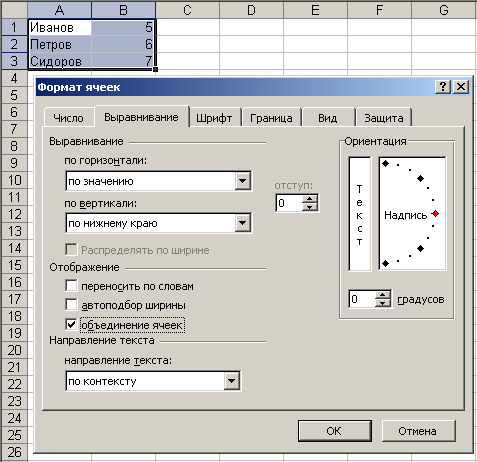 A B C D E F G
1 Иванов 5
2 Петров 6
3 Сидоров 7
4
5
6
7
8
9
10
11
12
13
14
15
16
17
18
19
20
21
22
23
24
25
26
Формат ячеек
Число Выравнивание Шрифт Граница Вид Защита
Выравнивание
по горизонтали:
по значению
отступ:
0
по вертикали:
по нижнему краю
Распределять по ширине
Отображение
переносить по словам
автоподбор ширины
объединение ячеек
Направление текста
направление текста:
по контексту
Ориентация
Текст
Надпись
0 градусов
ОК Отмена